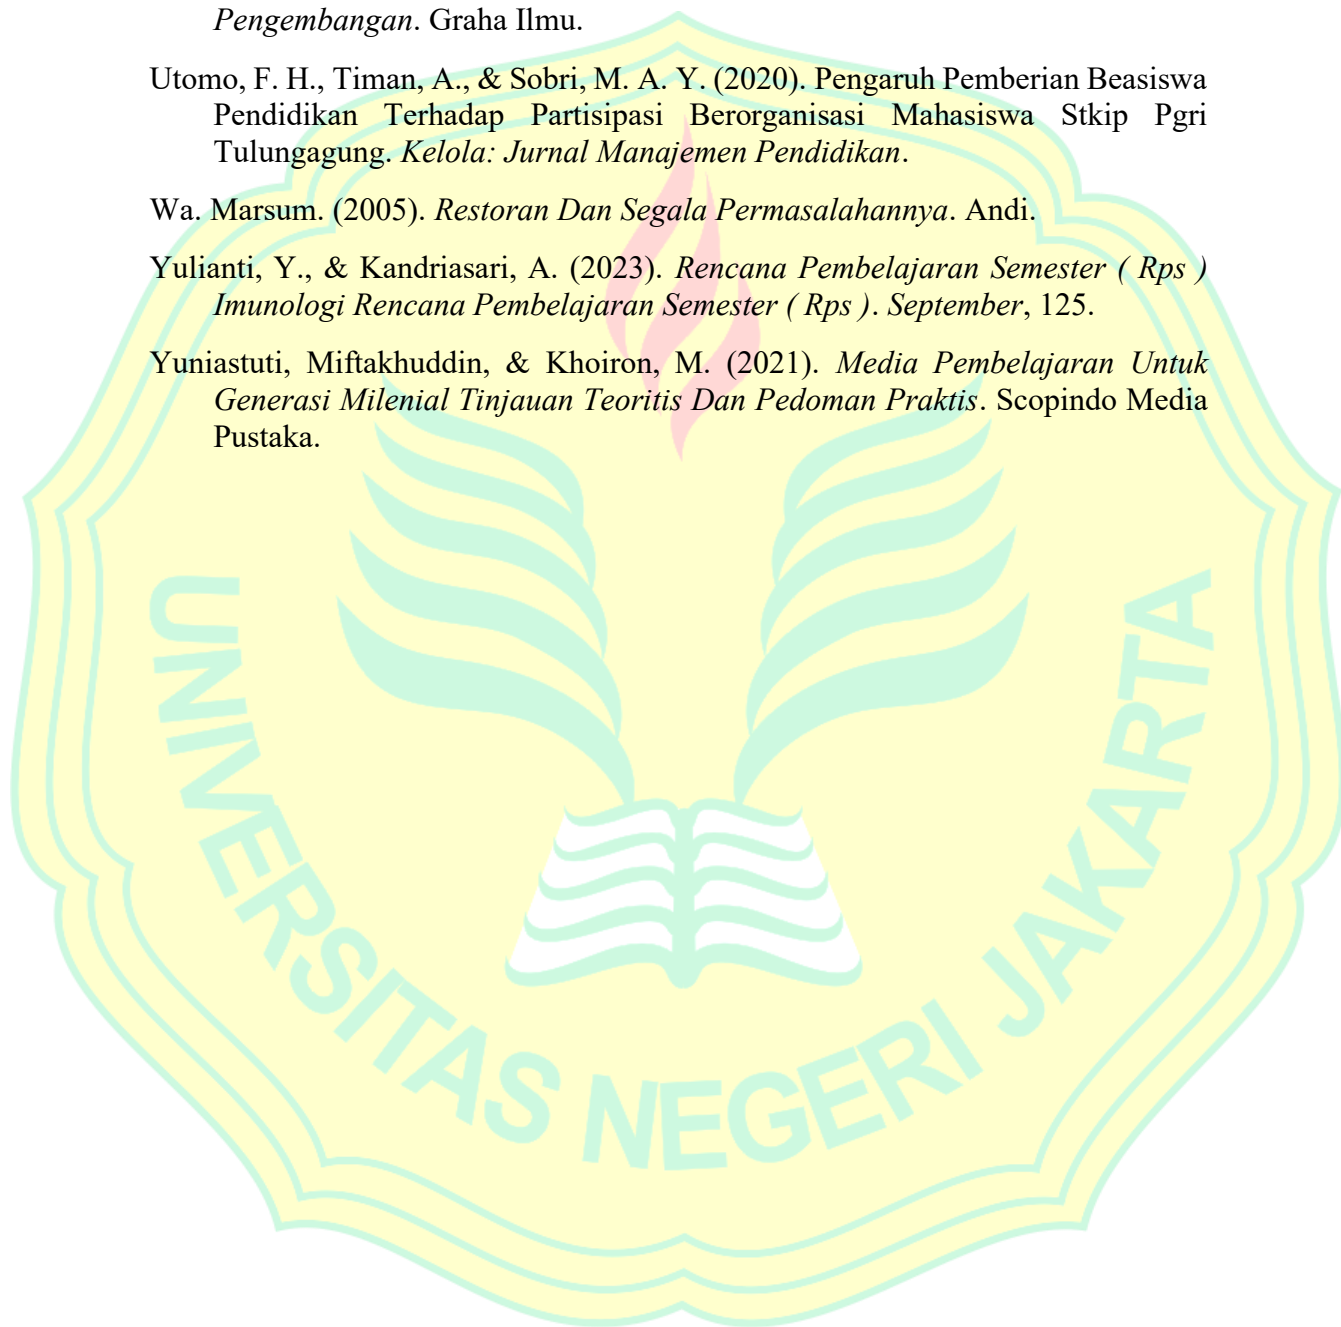 Pengembangan. Graha Ilmu.
Utomo, F. H., Timan, A., & Sobri, M. A. Y. (2020). Pengaruh Pemberian Beasiswa
Pendidikan Terhadap Partisipasi Berorganisasi Mahasiswa Stkip Pgri
Tulungagung. Kelola: Jurnal Manajemen Pendidikan.
Wa. Marsum. (2005). Restoran Dan Segala Permasalahannya. Andi.
Yulianti, Y., & Kandriasari, A. (2023). Rencana Pembelajaran Semester ( Rps )
Imunologi Rencana Pembelajaran Semester ( Rps ). September, 125.
Yuniastuti, Miftakhuddin, & Khoiron, M. (2021). Media Pembelajaran Untuk
Generasi Milenial Tinjauan Teoritis Dan Pedoman Praktis. Scopindo Media
Pustaka.
UNIVERSITAS NEGERI JAKARTA